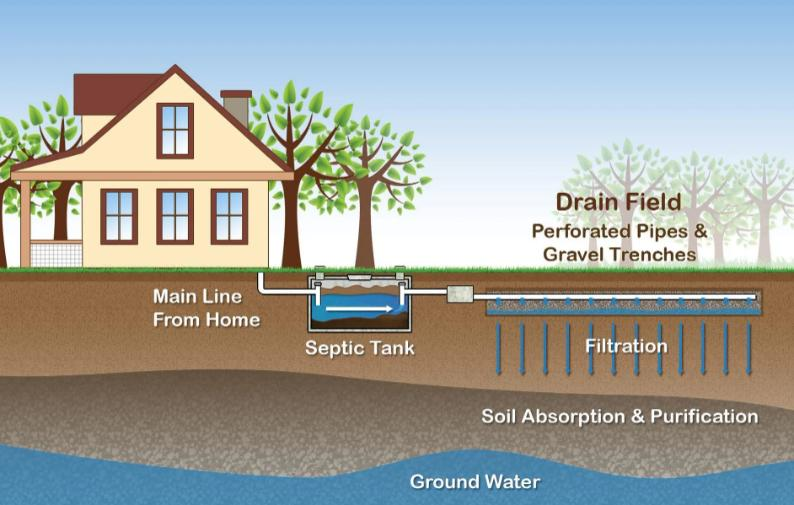 Drain Field
Perforated Pipes &
Gravel Trenches
Main Line
From Home
Septic Tank
Filtration
Soil Absorption & Purification
Ground Water